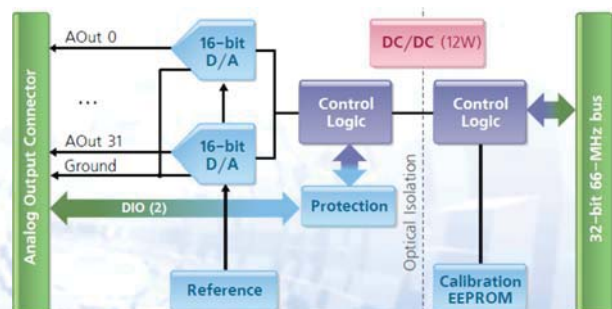 AOut 0
16-bit
D/A
DC/DC (12W)
...
Control
Logic
Control
Logic
AOut 31
16-bit
D/A
Ground
DIO (2)
Protection
Reference
Calibration
EEPROM
Analog Output Connector
Optical Isolation
32-bit 66-MHz bus